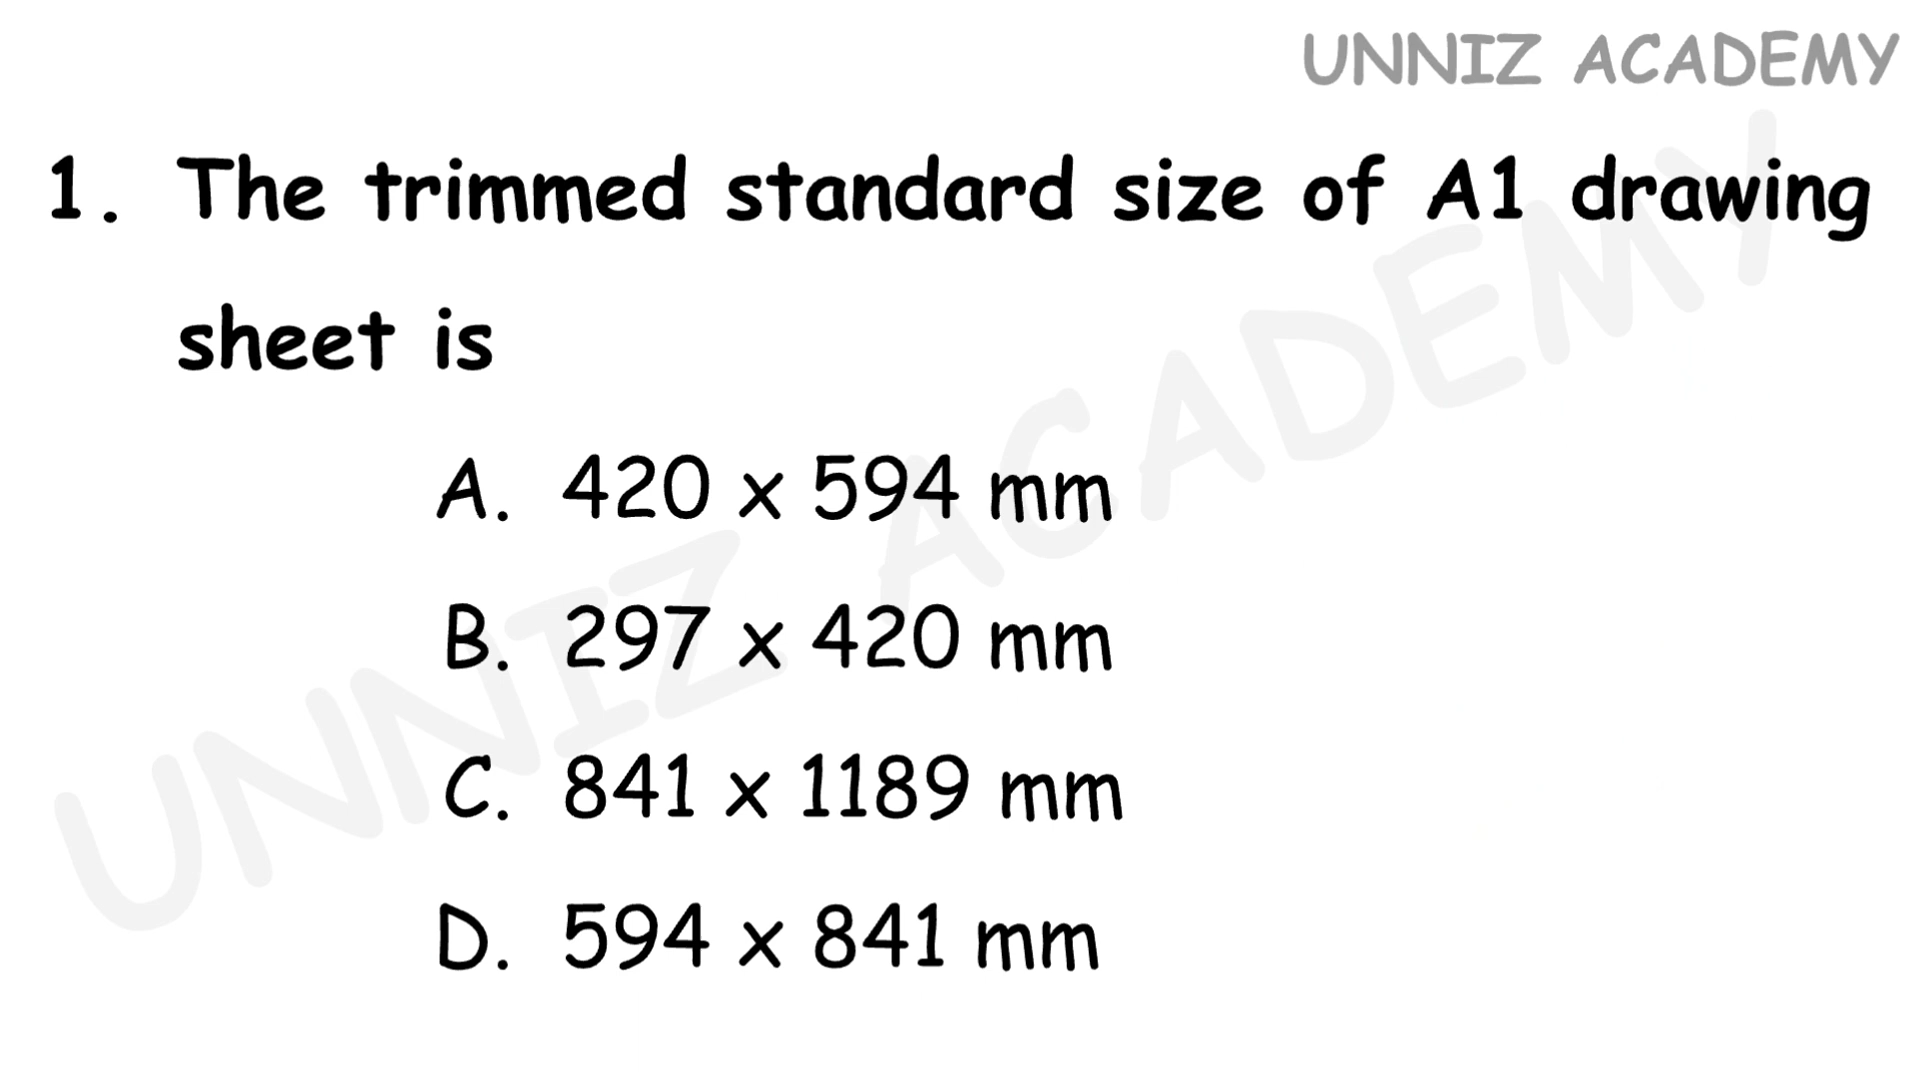 UNNIZ ACADEMY
1. The trimmed standard size of A1 drawing
sheet is
A. 420 x 594 mm
B. 297 x 420 mm
C. 841 x 1189 mm
D. 594 x 841 mm
UNNIZ ACADEMY